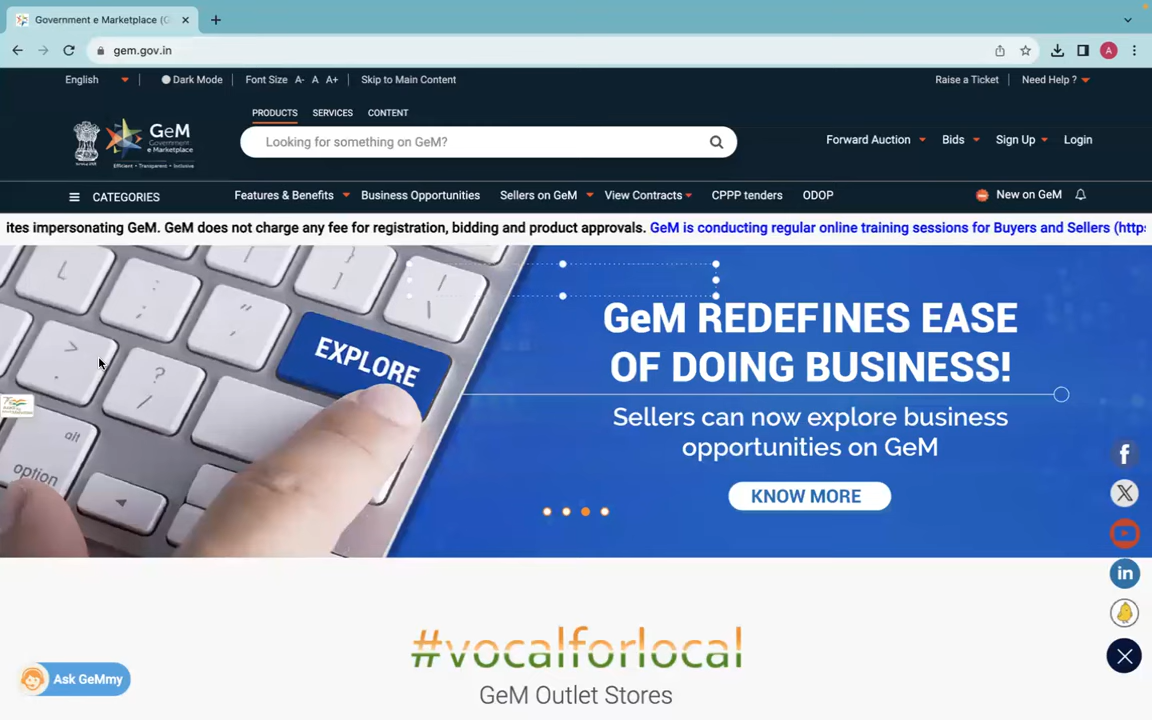 Government e Marketplace (G
gem.gov.in
A
English
Dark Mode
Font Size A- A A+
Skip to Main Content
Raise a Ticket
Need Help ?
PRODUCTS SERVICES CONTENT
GeM
Government
e Marketplace
Efficient • Transparent • Inclusive
Looking for something on GeM?
Forward Auction Bids Sign Up Login
CATEGORIES
Features & Benefits Business Opportunities Sellers on GeM View Contracts CPPP tenders ODOP
New on GeM
ites impersonating GeM. GeM does not charge any fee for registration, bidding and product approvals. GeM is conducting regular online training sessions for Buyers and Sellers (http:
EXPLORE
alt
option
GeM REDEFINES EASE
OF DOING BUSINESS!
Sellers can now explore business
opportunities on GeM
KNOW MORE
#vocalforlocal
GeM Outlet Stores
Ask GeMmy